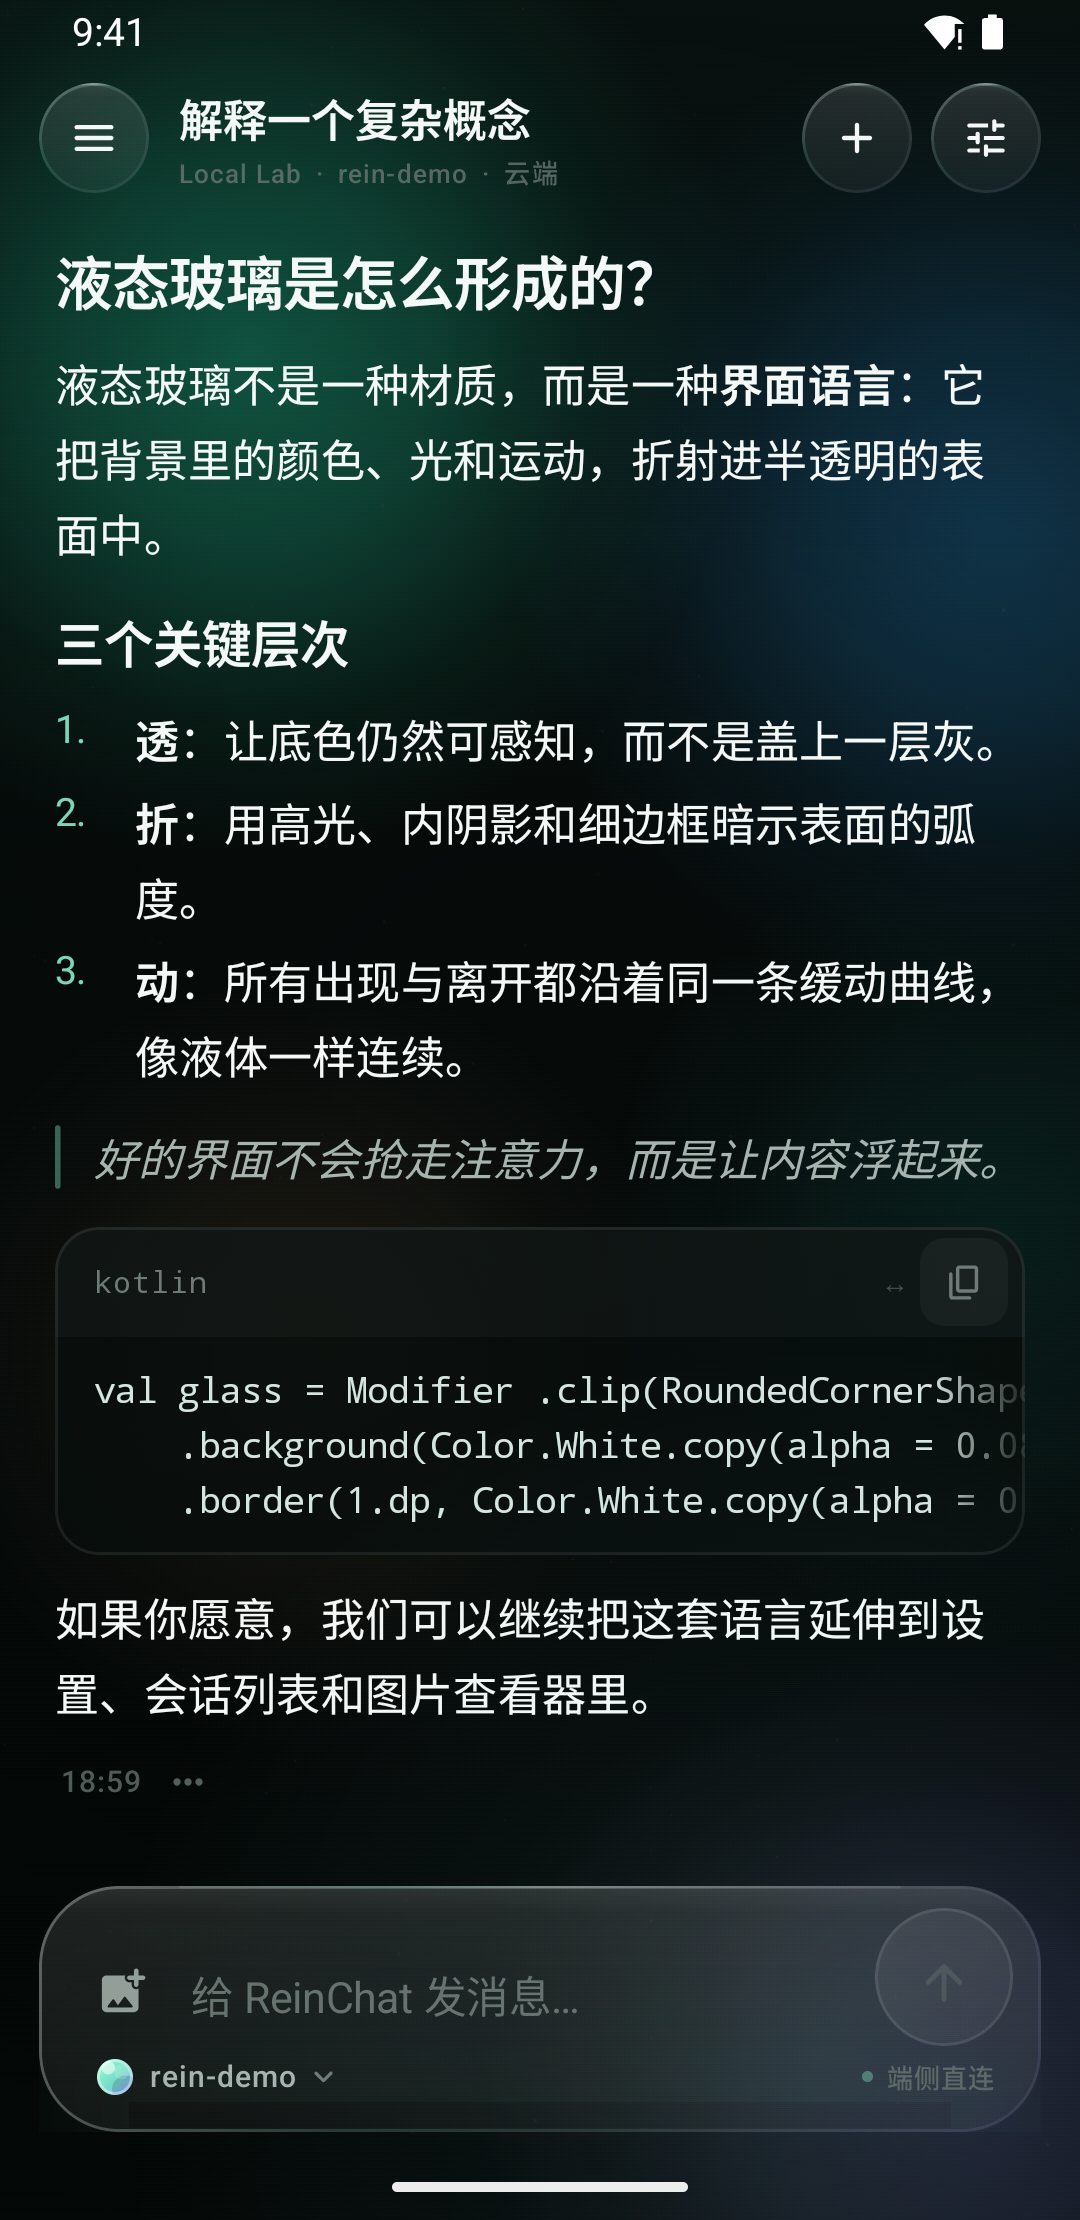 9:41
解释一个复杂概念
Local Lab · rein-demo · 云端
液态玻璃是怎么形成的？
液态玻璃不是一种材质，而是一种界面语言：它
把背景里的颜色、光和运动，折射进半透明的表
面中。
三个关键层次
1. 透：让底色仍然可感知，而不是盖上一层灰。
2. 折：用高光、内阴影和细边框暗示表面的弧
度。
3. 动：所有出现与离开都沿着同一条缓动曲线，
像液体一样连续。
好的界面不会抢走注意力，而是让内容浮起来。
kotlin ↔
val glass = Modifier .clip(RoundedCornerShape
.background(Color.White.copy(alpha = 0.08
.border(1.dp, Color.White.copy(alpha = 0
如果你愿意，我们可以继续把这套语言延伸到设
置、会话列表和图片查看器里。
18:59
给 ReinChat 发消息…
rein-demo
端侧直连